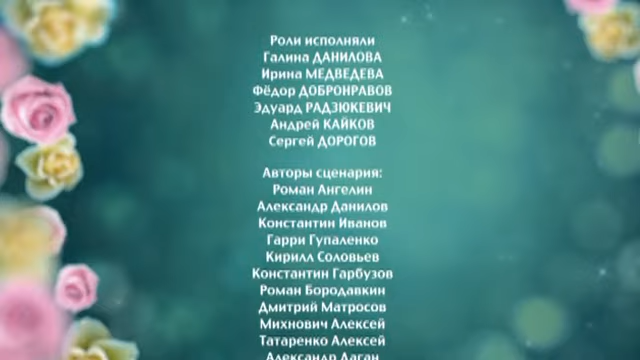 Роли исполняли
Галина ДАНИЛОВА
Ирина МЕДВЕДЕВА
Фёдор ДОБРОНРАВОВ
Эдуард РАДЗЮКЕВИЧ
Андрей КАЙКОВ
Сергей ДОРОГОВ
Авторы сценария:
Роман Ангелин
Александр Данилов
Константин Иванов
Гарри Гупаленко
Кирилл Соловьев
Константин Гарбузов
Роман Бородавкин
Дмитрий Матросов
Михнович Алексей
Татаренко Алексей
Александр